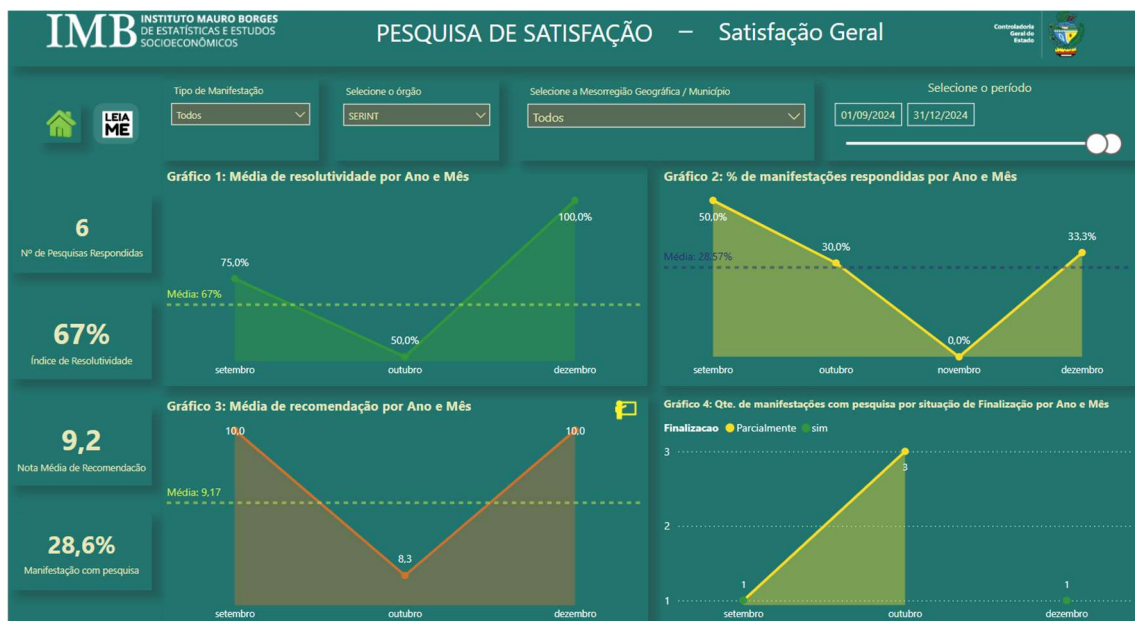 IMB
INSTITUTO MAURO BORGES
DE ESTATÍSTICAS E ESTUDOS
SOCIOECONÔMICOS
PESQUISA DE SATISFAÇÃO – Satisfação Geral
Controladoria
Geral do
Estado
LEIA
ME
Tipo de Manifestação
Todos
Selecione o órgão
SERINT
Selecione a Mesorregião Geográfica / Município
Todos
Selecione o período
01/09/2024 31/12/2024
6
Nº de Pesquisas Respondidas
67%
Índice de Resolutividade
9,2
Nota Média de Recomendacão
28,6%
Manifestação com pesquisa
Gráfico 1: Média de resolutividade por Ano e Mês
100,0%
75,0%
Média: 67%
50,0%
setembro outubro dezembro
Gráfico 2: % de manifestações respondidas por Ano e Mês
50,0%
30,0%
33,3%
Média: 28,57%
0,0%
setembro outubro novembro dezembro
Gráfico 3: Média de recomendação por Ano e Mês
10,0 10,0
Média: 9,17
8,3
setembro outubro dezembro
Gráfico 4: Qte. de manifestações com pesquisa por situação de Finalização por Ano e Mês
Finalizacao Parcialmente sim
3
3
2
1 1
1
setembro outubro dezembro